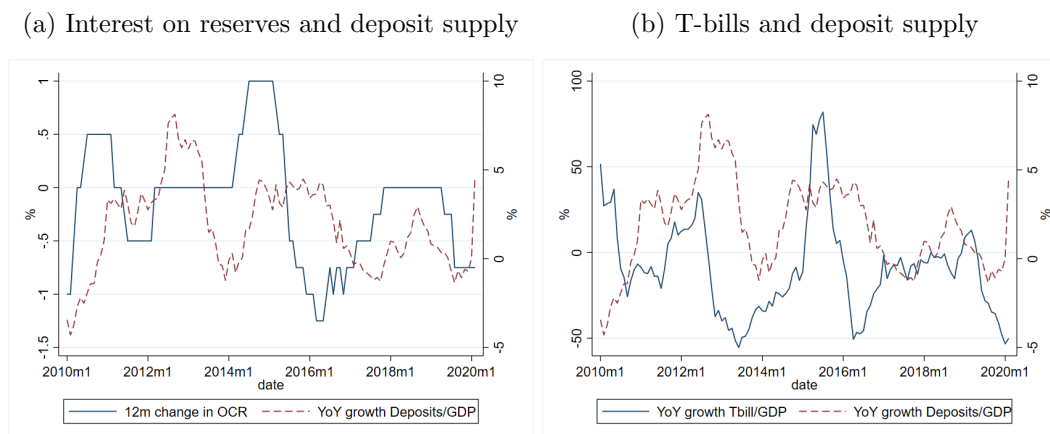 (a) Interest on reserves and deposit supply
(b) T-bills and deposit supply
1
.5
0
-.5
-1
-1.5
%
10
5
0
-5
%
2010m1 2012m1 2014m1 2016m1 2018m1 2020m1
date
12m change in OCR YoY growth Deposits/GDP
100
50
0
-50
%
10
5
0
-5
%
2010m1 2012m1 2014m1 2016m1 2018m1 2020m1
date
YoY growth Tbill/GDP YoY growth Deposits/GDP